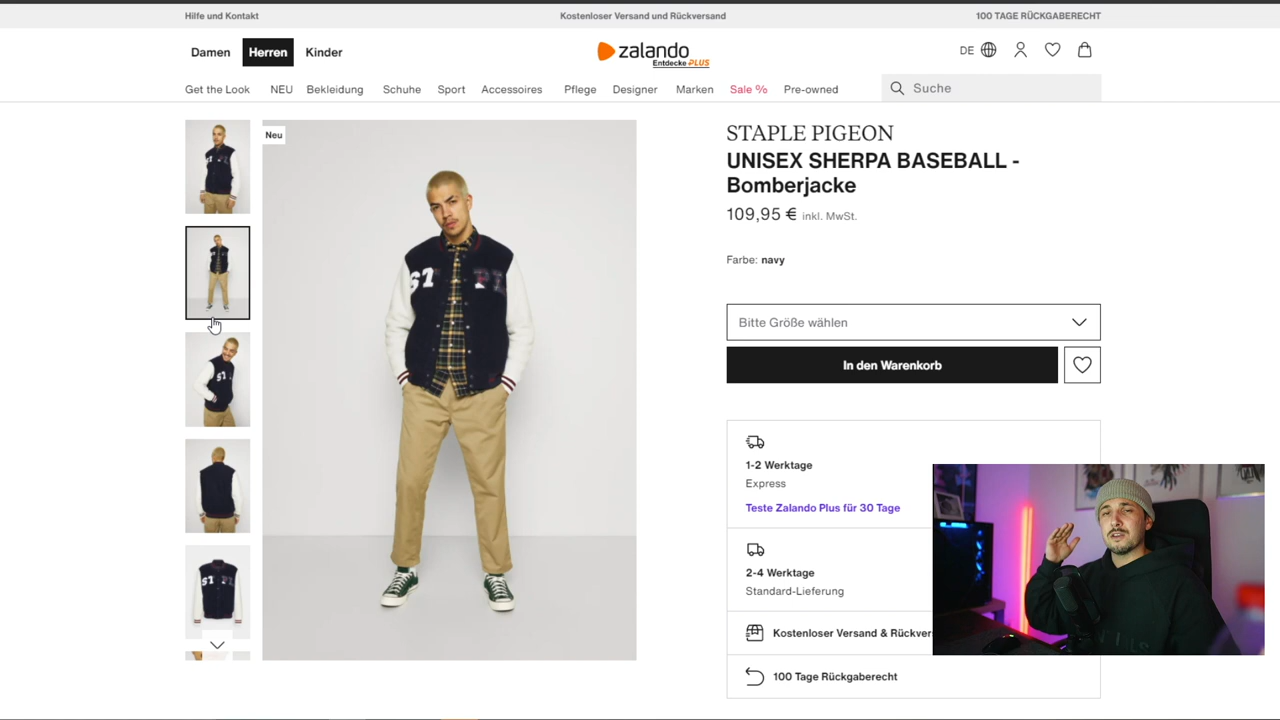 Hilfe und Kontakt
Kostenloser Versand und Rückversand
100 TAGE RÜCKGABERECHT
Damen Herren Kinder
zalando
Entdecke PLUS
DE
Get the Look NEU Bekleidung Schuhe Sport Accessoires Pflege Designer Marken Sale % Pre-owned
Suche
Neu
STAPLE PIGEON
UNISEX SHERPA BASEBALL -
Bomberjacke
109,95 € inkl. MwSt.
Farbe: navy
Bitte Größe wählen
In den Warenkorb
1-2 Werktage
Express
Teste Zalando Plus für 30 Tage
2-4 Werktage
Standard-Lieferung
Kostenloser Versand & Rückver
100 Tage Rückgaberecht
ST PL